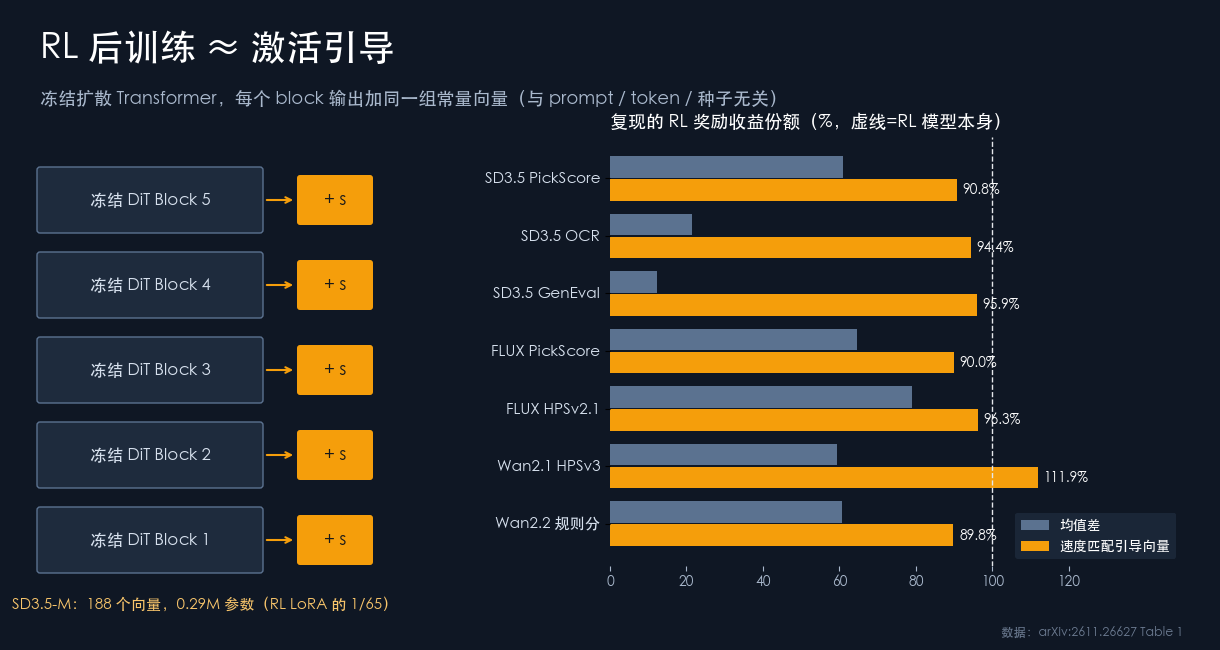 RL 后训练 ≈ 激活引导
冻结扩散 Transformer，每个 block 输出加同一组常量向量（与 prompt / token / 种子无关）
冻结 DiT Block 5
+ s
冻结 DiT Block 4
+ s
冻结 DiT Block 3
+ s
冻结 DiT Block 2
+ s
冻结 DiT Block 1
+ s
SD3.5-M：188 个向量，0.29M 参数（RL LoRA 的 1/65）
复现的 RL 奖励收益份额（%，虚线=RL 模型本身）
SD3.5 PickScore
90.8%
SD3.5 OCR
94.4%
SD3.5 GenEval
95.9%
FLUX PickScore
90.0%
FLUX HPSv2.1
96.3%
Wan2.1 HPSv3
111.9%
Wan2.2 规则分
89.8%
均值差
速度匹配引导向量
0 20 40 60 80 100 120
数据：arXiv:2611.26627 Table 1